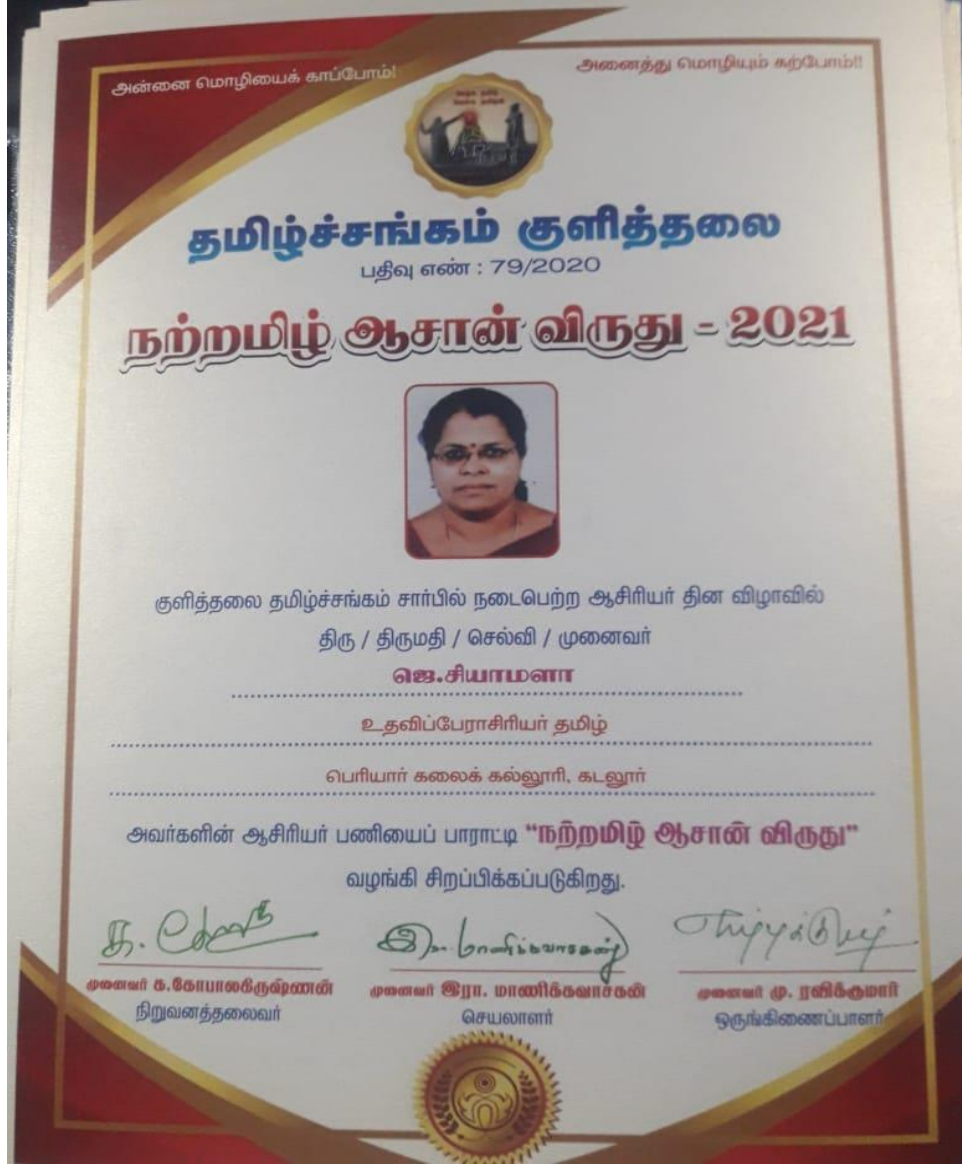 அன்னை மொழியைக் காப்போம்!
அனைத்து மொழியும் கற்போம்!!
தமிழ்ச்சங்கம் குளித்தலை
பதிவு எண் : 79/2020
நற்றமிழ் ஆசான் விருது - 2021
குளித்தலை தமிழ்ச்சங்கம் சார்பில் நடைபெற்ற ஆசிரியர் தின விழாவில்
திரு / திருமதி / செல்வி / முனைவர்
ஜெ.சியாமளா
உதவிப்பேராசிரியர் தமிழ்
பெரியார் கலைக் கல்லூரி, கடலூர்
அவர்களின் ஆசிரியர் பணியைப் பாராட்டி “நற்றமிழ் ஆசான் விருது”
வழங்கி சிறப்பிக்கப்படுகிறது.
இரா. மாணிக்கவாசகன்
முனைவர் க.கோபாலகிருஷ்ணன் முனைவர் இரா. மாணிக்கவாசகன் முனைவர் மு. ரவிக்குமார்
நிறுவனத்தலைவர் செயலாளர் ஒருங்கிணைப்பாளர்